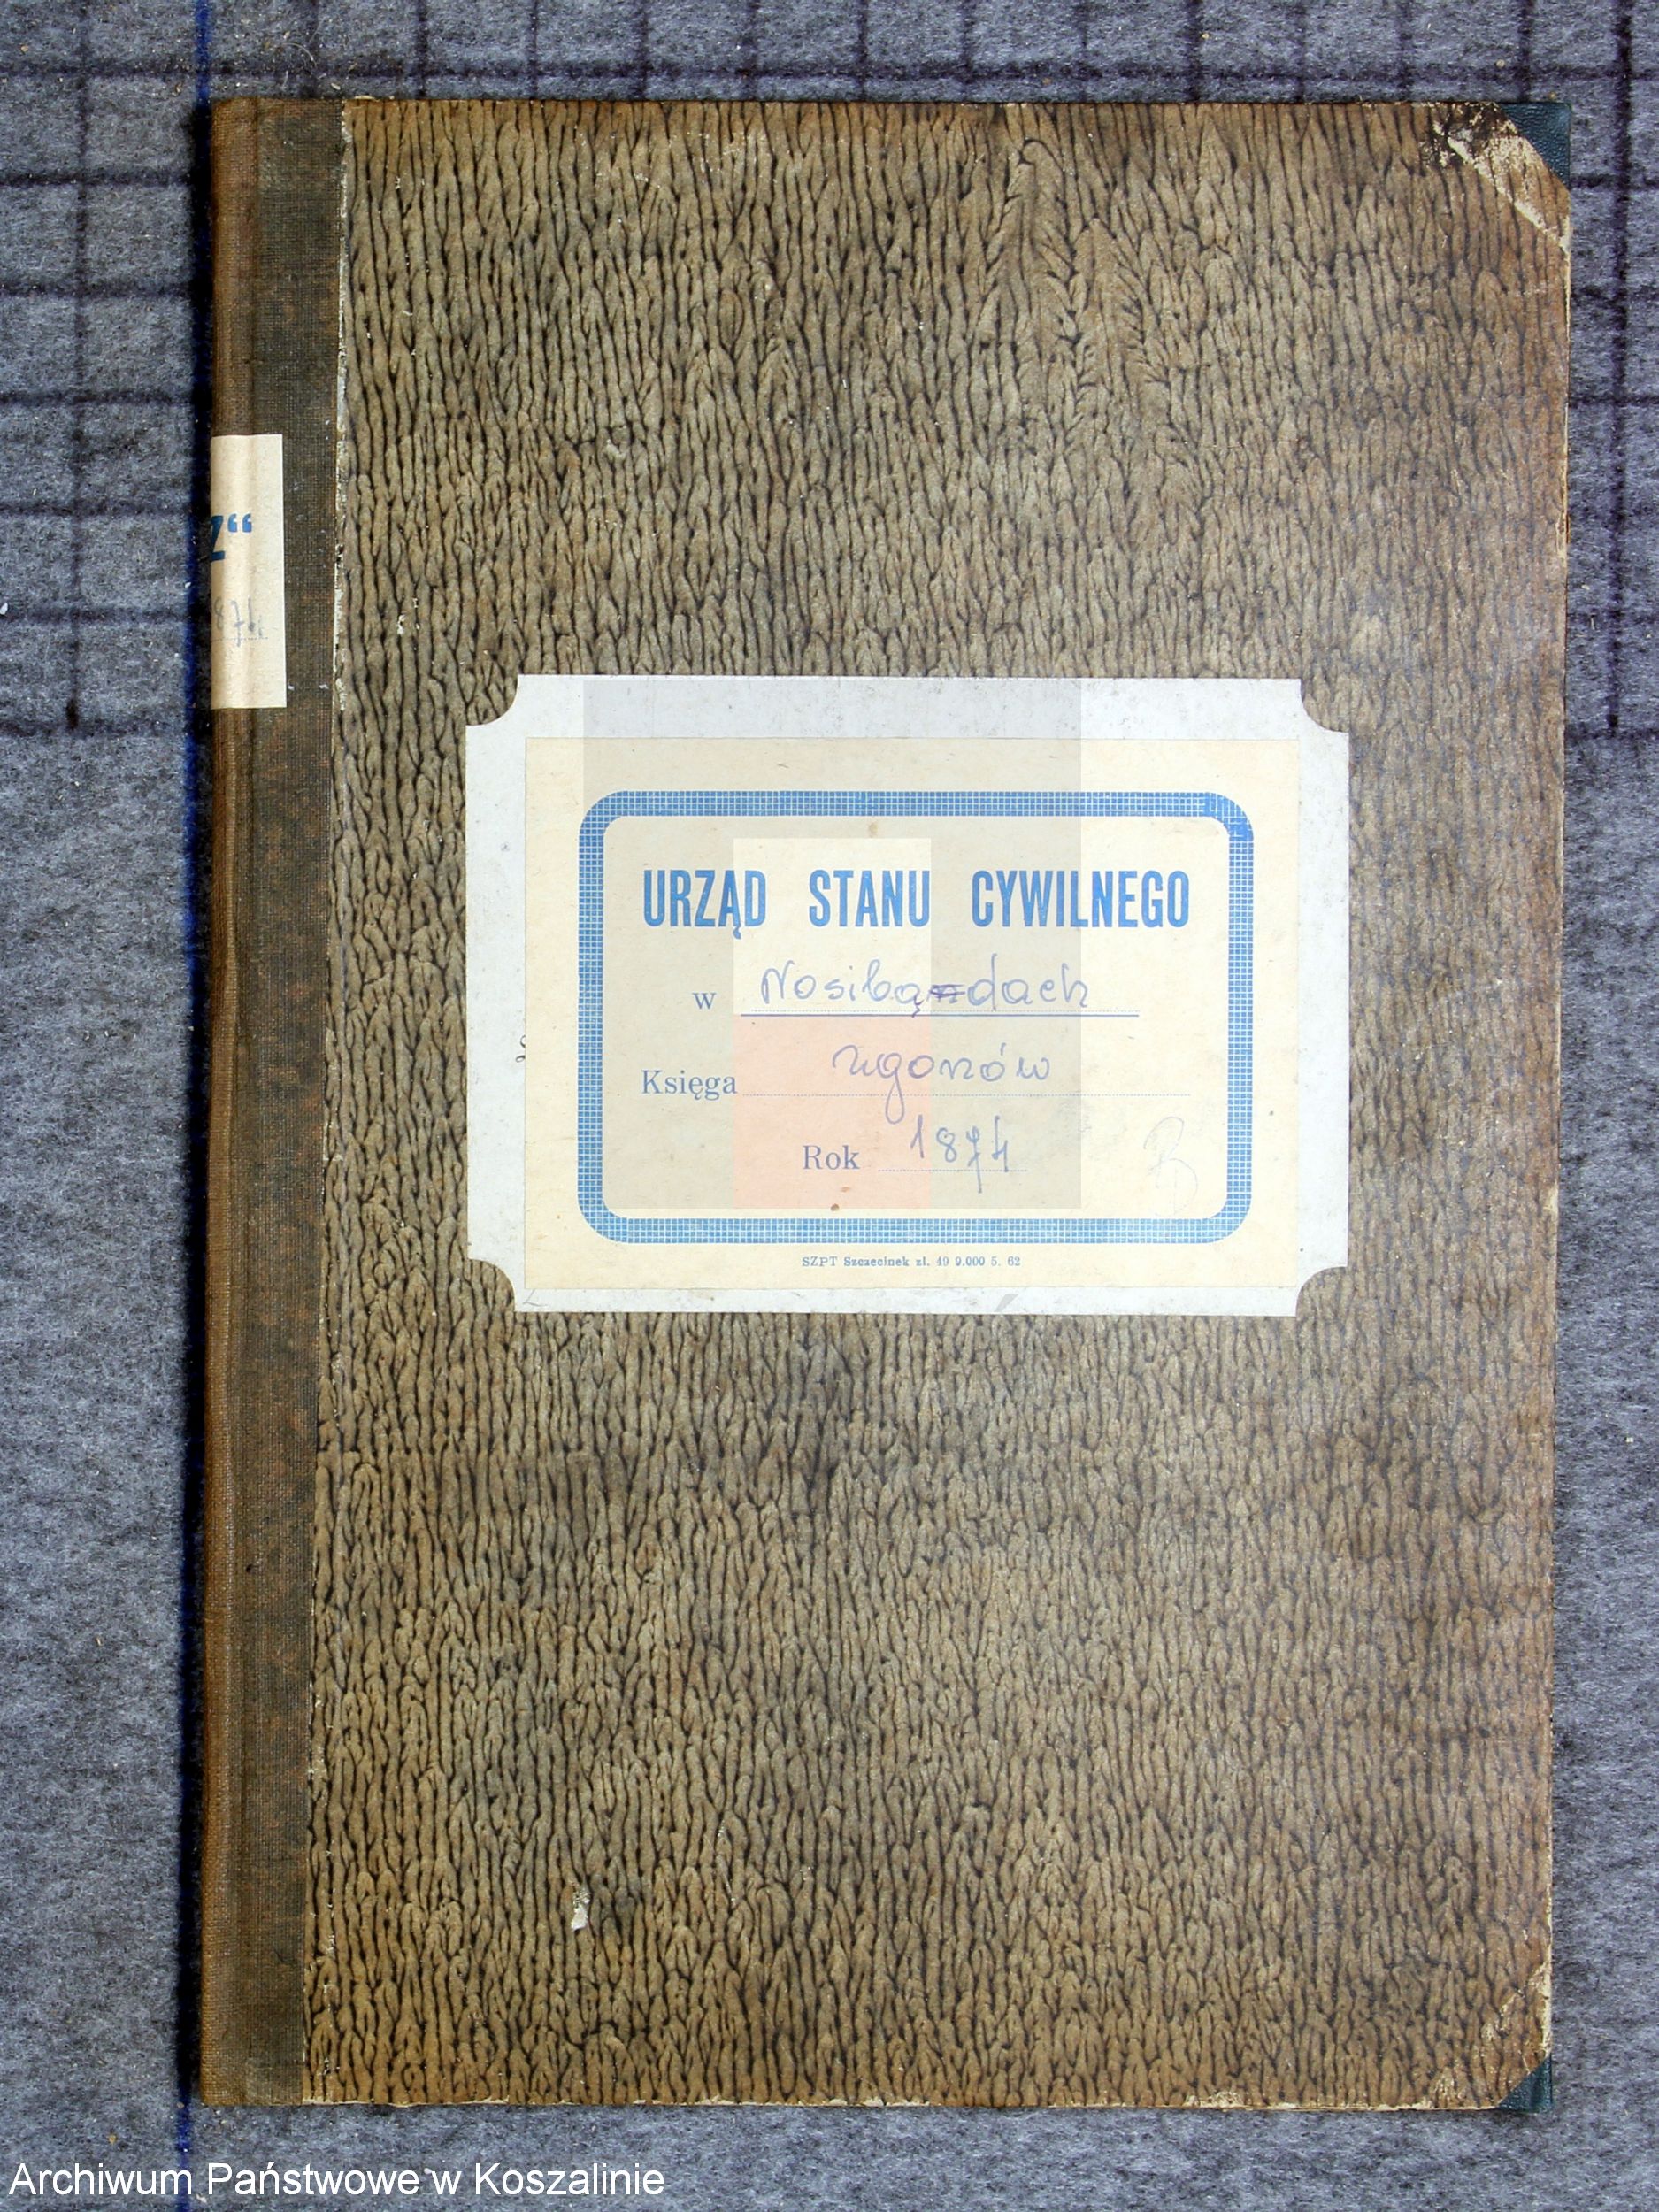 Z“
874
URZĄD STANU CYWILNEGO
w Nosibądach
Księga zgonów
Rok 1874
B
SZPT Szczecinek zl. 49 9.000 5. 62
Archiwum Państwowe w Koszalinie